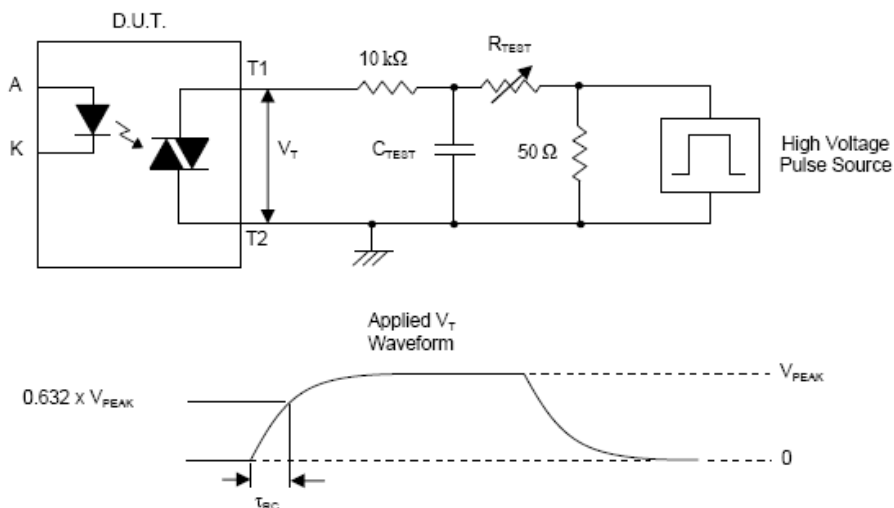 D.U.T.
A
K
T1
T2
V_T
10 kΩ
R_TEST
C_TEST
50 Ω
High Voltage
Pulse Source
Applied V_T
Waveform
0.632 x V_PEAK
V_PEAK
0
τ_RC